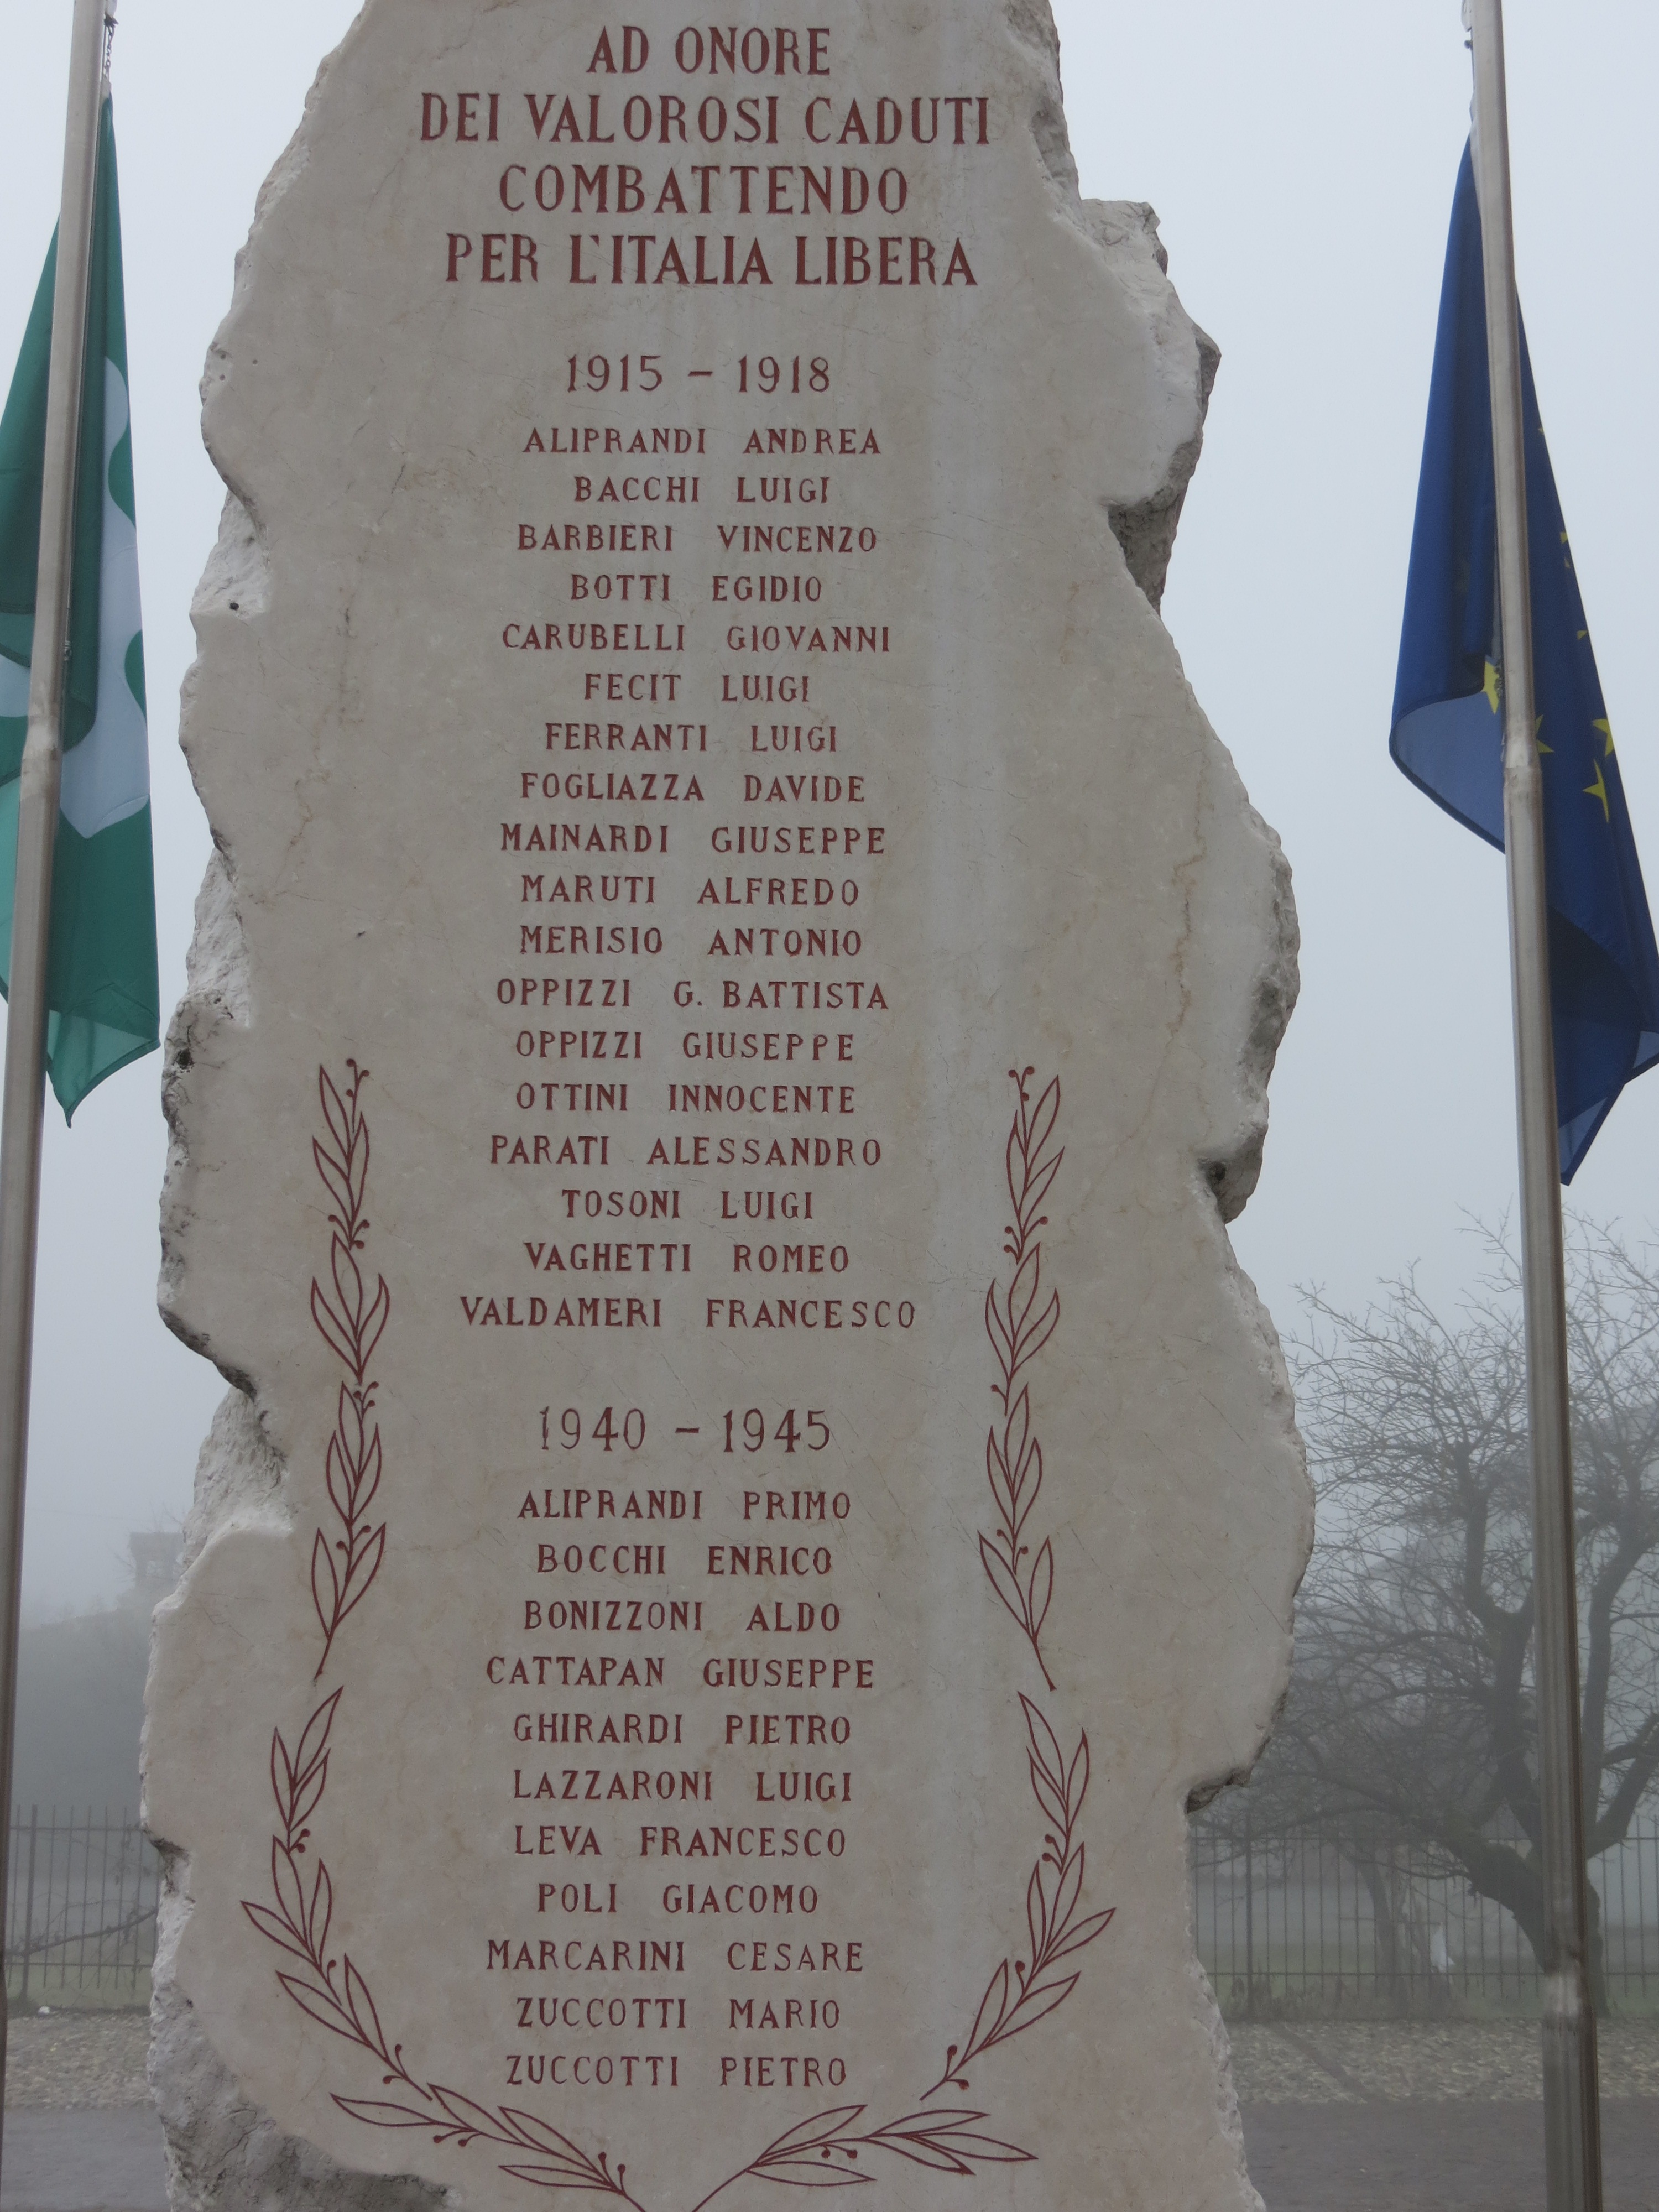 AD ONORE
DEI VALOROSI CADUTI
COMBATTENDO
PER L'ITALIA LIBERA
1915 - 1918
ALIPRANDI ANDREA
BACCHI LUIGI
BARBIERI VINCENZO
BOTTI EGIDIO
CARUBELLI GIOVANNI
FECIT LUIGI
FERRANTI LUIGI
FOGLIAZZA DAVIDE
MAINARDI GIUSEPPE
MARUTI ALFREDO
MERISIO ANTONIO
OPPIZZI G. BATTISTA
OPPIZZI GIUSEPPE
OTTINI INNOCENTE
PARATI ALESSANDRO
TOSONI LUIGI
VAGHETTI ROMEO
VALDAMERI FRANCESCO
1940 - 1945
ALIPRANDI PRIMO
BOCCHI ENRICO
BONIZZONI ALDO
CATTAPAN GIUSEPPE
GHIRARDI PIETRO
LAZZARONI LUIGI
LEVA FRANCESCO
POLI GIACOMO
MARCARINI CESARE
ZUCCOTTI MARIO
ZUCCOTTI PIETRO